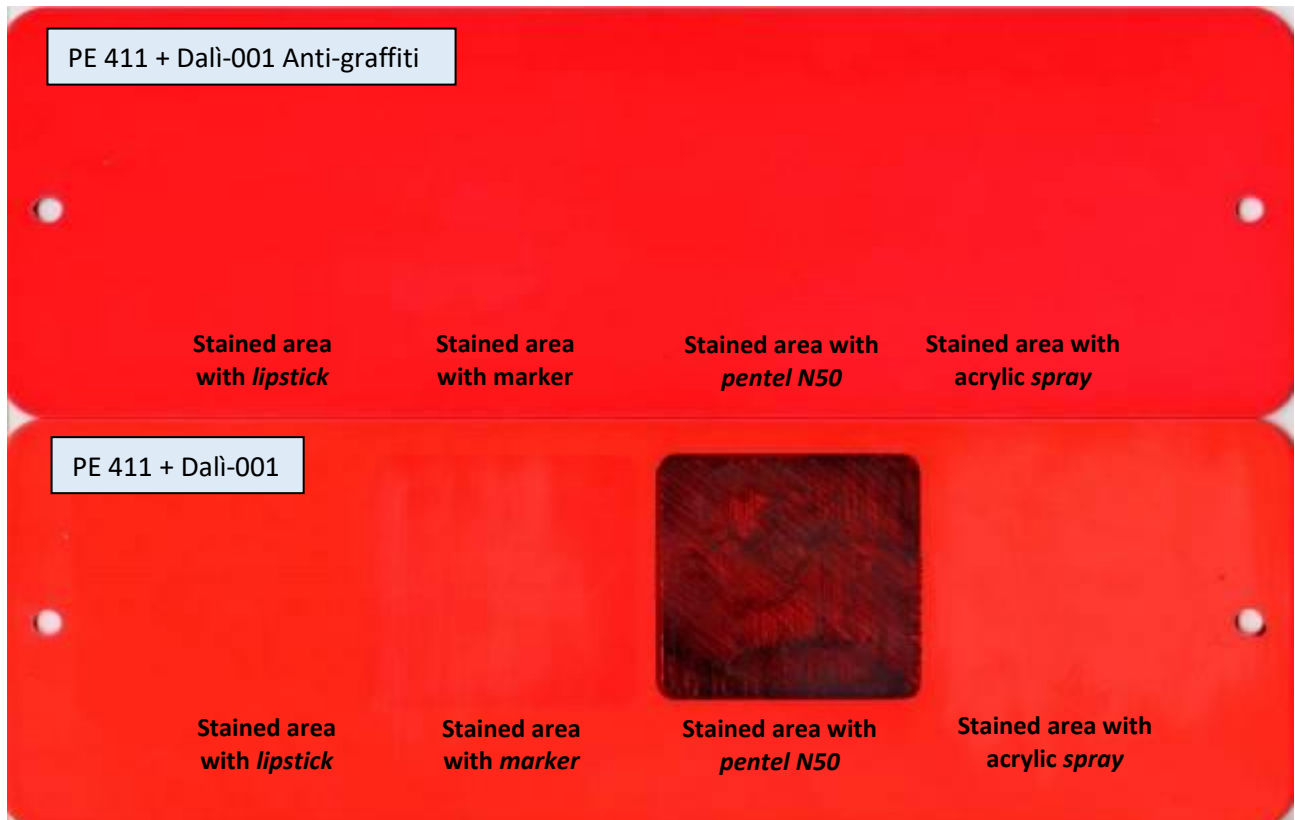 PE 411 + Dalì-001 Anti-graffiti
Stained area
with lipstick
Stained area
with marker
Stained area with
pentel N50
Stained area with
acrylic spray
PE 411 + Dalì-001
Stained area
with lipstick
Stained area
with marker
Stained area with
pentel N50
Stained area with
acrylic spray